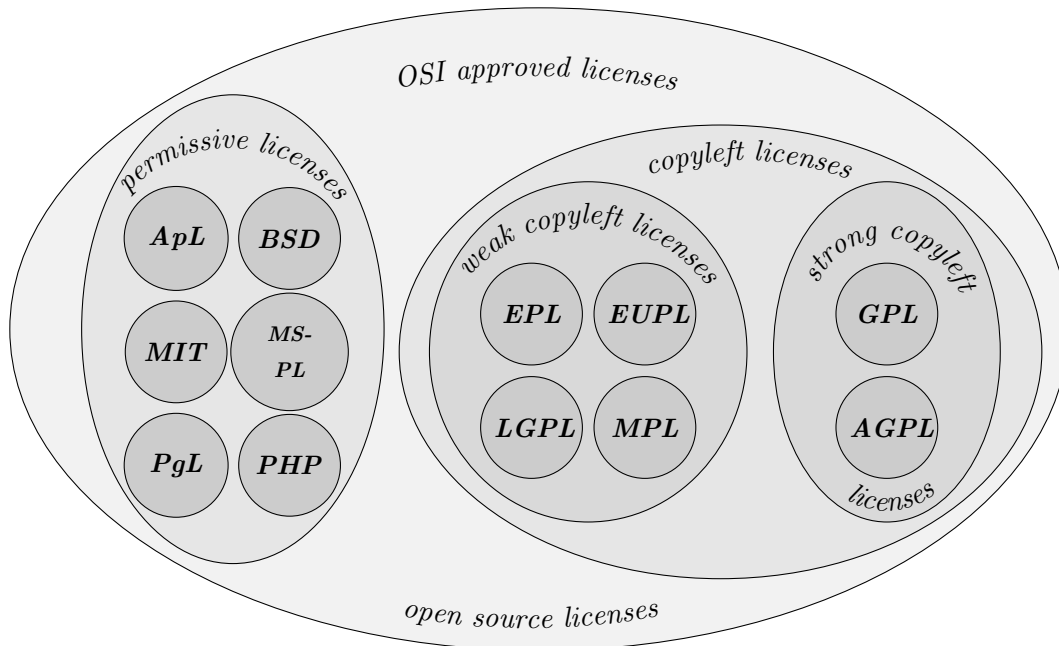 OSI approved licenses
permissive licenses
ApL
BSD
MIT
MS-
PL
PgL
PHP
copyleft licenses
weak copyleft licenses
EPL
EUPL
LGPL
MPL
strong copyleft
GPL
AGPL
licenses
open source licenses